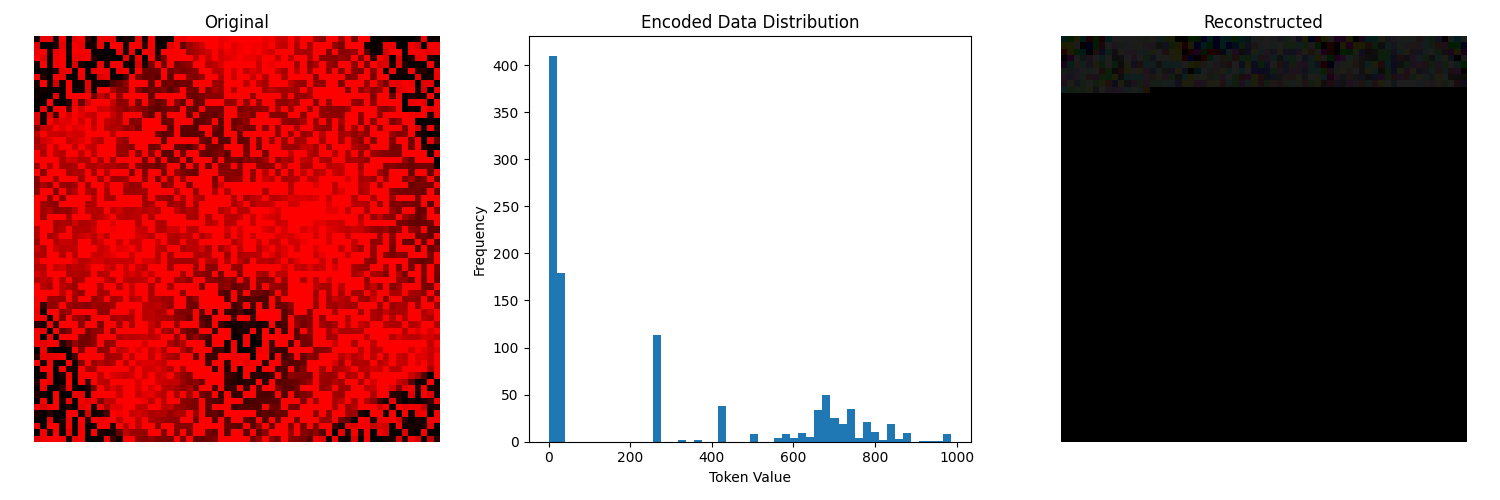 Original
Encoded Data Distribution
Reconstructed
Frequency
400
350
300
250
200
150
100
50
0
0 200 400 600 800 1000
Token Value